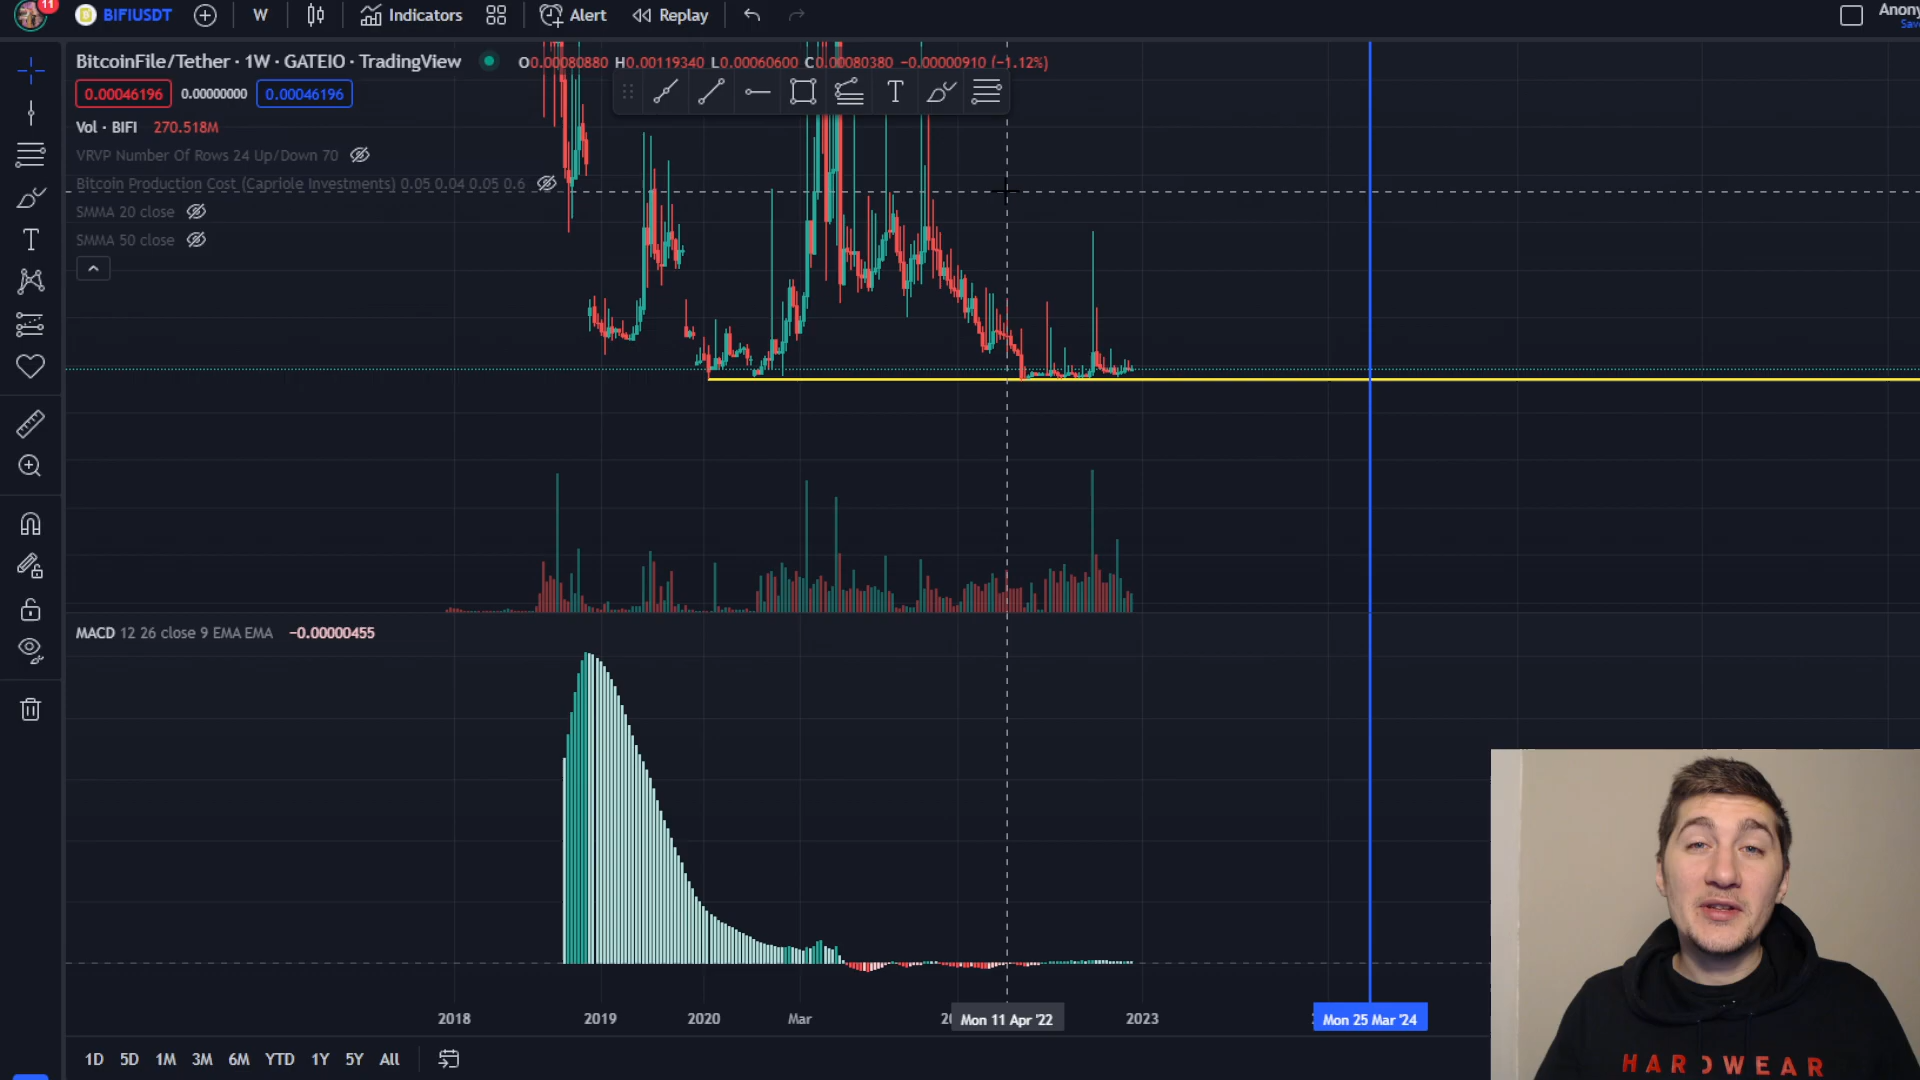 11
BIFIUSDT
W
Indicators
Alert
Replay
Anony
Save
BitcoinFile/Tether · 1W · GATEIO · TradingView
O0.00080880 H0.00119340 L0.00060600 C0.00080380 −0.00000910 (−1.12%)
0.00046196 0.00000000 0.00046196
Vol · BIFI 270.518M
VRVP Number Of Rows 24 Up/Down 70
Bitcoin Production Cost (Capriole Investments) 0.05 0.04 0.05 0.6
SMMA 20 close
SMMA 50 close
T
T
MACD 12 26 close 9 EMA EMA −0.00000455
2018 2019 2020 Mar Mon 11 Apr '22 2023 Mon 25 Mar '24
1D 5D 1M 3M 6M YTD 1Y 5Y All
HARDWEAR